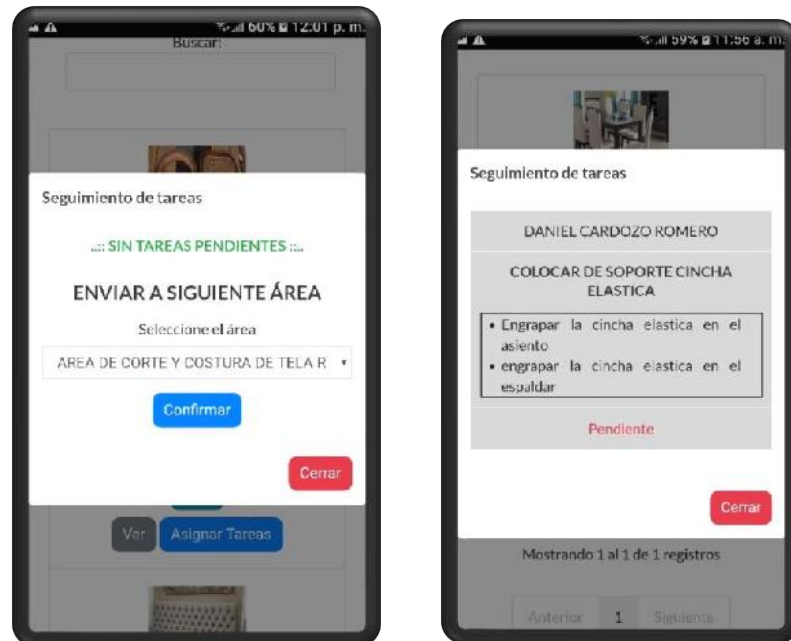 60% 12:01 p. m.
Buscar:
Seguimiento de tareas
..:: SIN TAREAS PENDIENTES ::..
ENVIAR A SIGUIENTE ÁREA
Seleccione el área
AREA DE CORTE Y COSTURA DE TELA R
Confirmar
Cerrar
Ver Asignar Tareas
59% 11:56 a. m.
Seguimiento de tareas
DANIEL CARDOZO ROMERO
COLOCAR DE SOPORTE CINCHA
ELASTICA
• Engrapar la cincha elastica en el
asiento
• engrapar la cincha elastica en el
espaldar
Pendiente
Cerrar
Mostrando 1 al 1 de 1 registros
Anterior 1 Siguiente